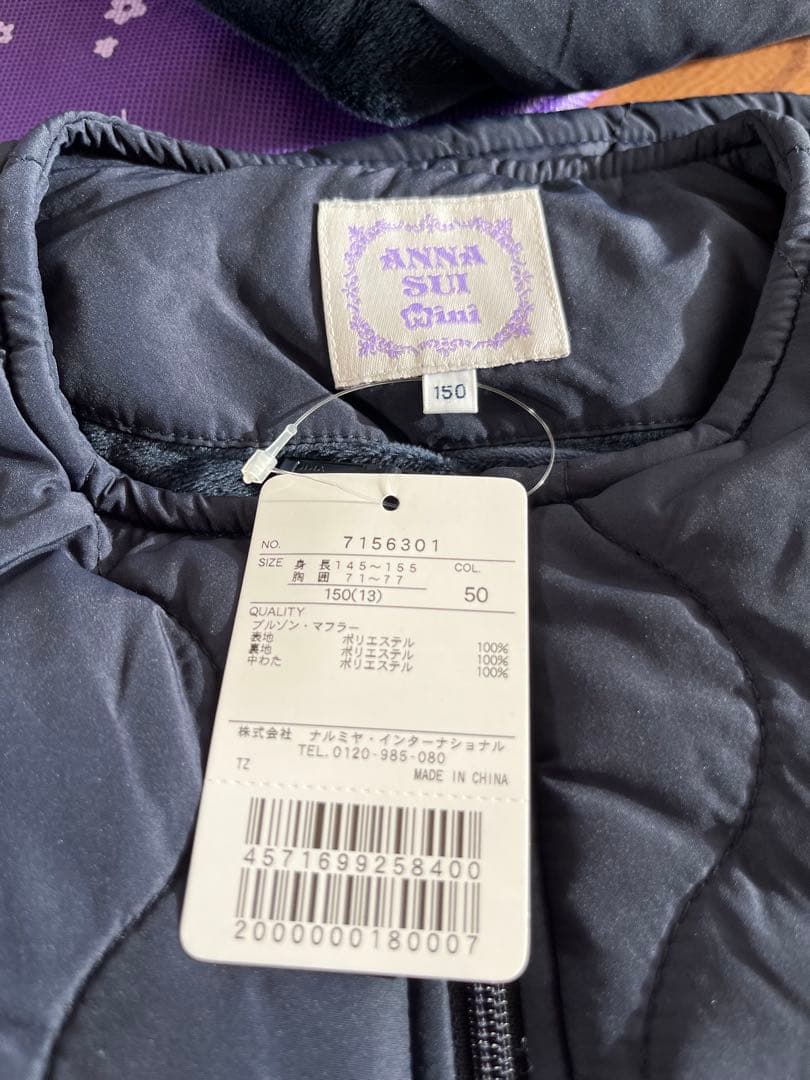 ANNA
SUI
mini
150
NO. 7156301
SIZE 身長145～155 COL.
胸囲 71～77
150(13) 50
QUALITY
ブルゾン・マフラー
表地 ポリエステル 100%
裏地 ポリエステル 100%
中わた ポリエステル 100%
株式会社 ナルミヤ・インターナショナル
TEL.0120-985-080
TZ MADE IN CHINA
4571699258400
2000000180007